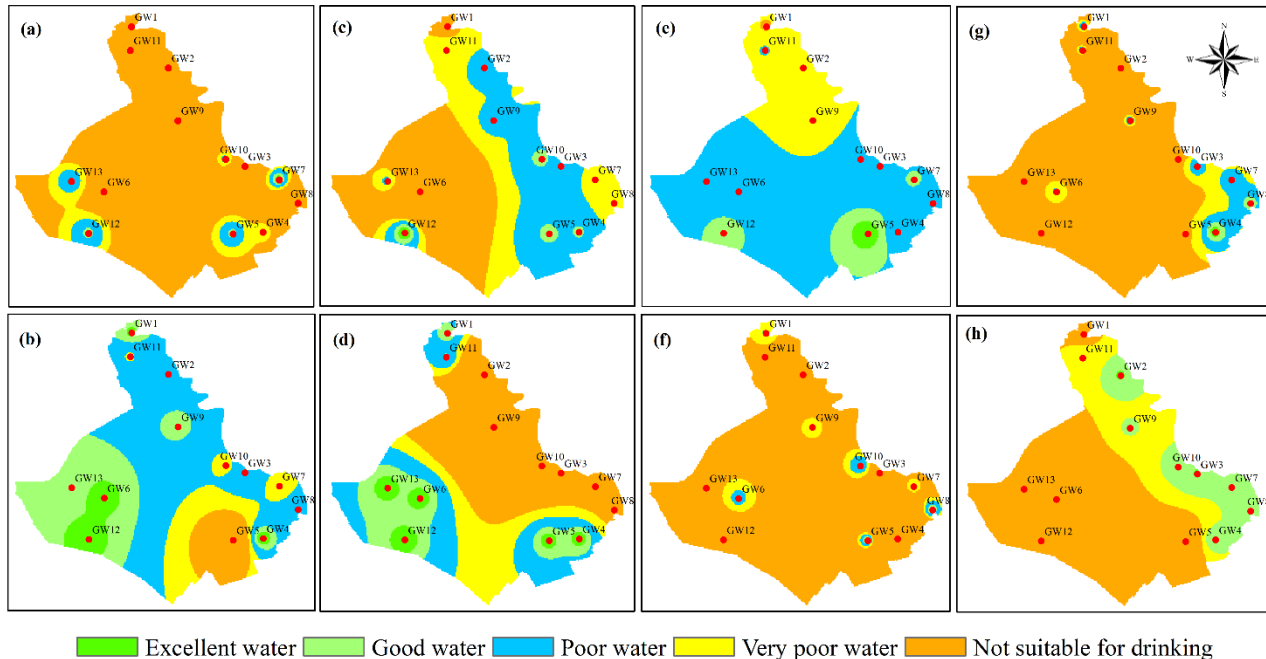 (a)
GW1
GW11
GW2
GW9
GW10
GW3
GW13
GW7
GW6
GW8
GW12
GW5
GW4
(c)
GW1
GW11
GW2
GW9
GW10
GW3
GW13
GW7
GW6
GW8
GW12
GW5
GW4
(e)
GW1
GW11
GW2
GW9
GW10
GW3
GW13
GW7
GW6
GW8
GW12
GW5
GW4
(g)
N
W
E
S
GW1
GW11
GW2
GW9
GW10
GW3
GW13
GW7
GW6
GW8
GW12
GW5
GW4
(b)
GW1
GW11
GW2
GW9
GW10
GW3
GW13
GW7
GW6
GW8
GW12
GW5
GW4
(d)
GW1
GW11
GW2
GW9
GW10
GW3
GW13
GW7
GW6
GW8
GW12
GW5
GW4
(f)
GW1
GW11
GW2
GW9
GW10
GW3
GW13
GW7
GW6
GW8
GW12
GW5
GW4
(h)
GW1
GW11
GW2
GW9
GW10
GW3
GW13
GW7
GW6
GW8
GW12
GW5
GW4
Excellent water
Good water
Poor water
Very poor water
Not suitable for drinking